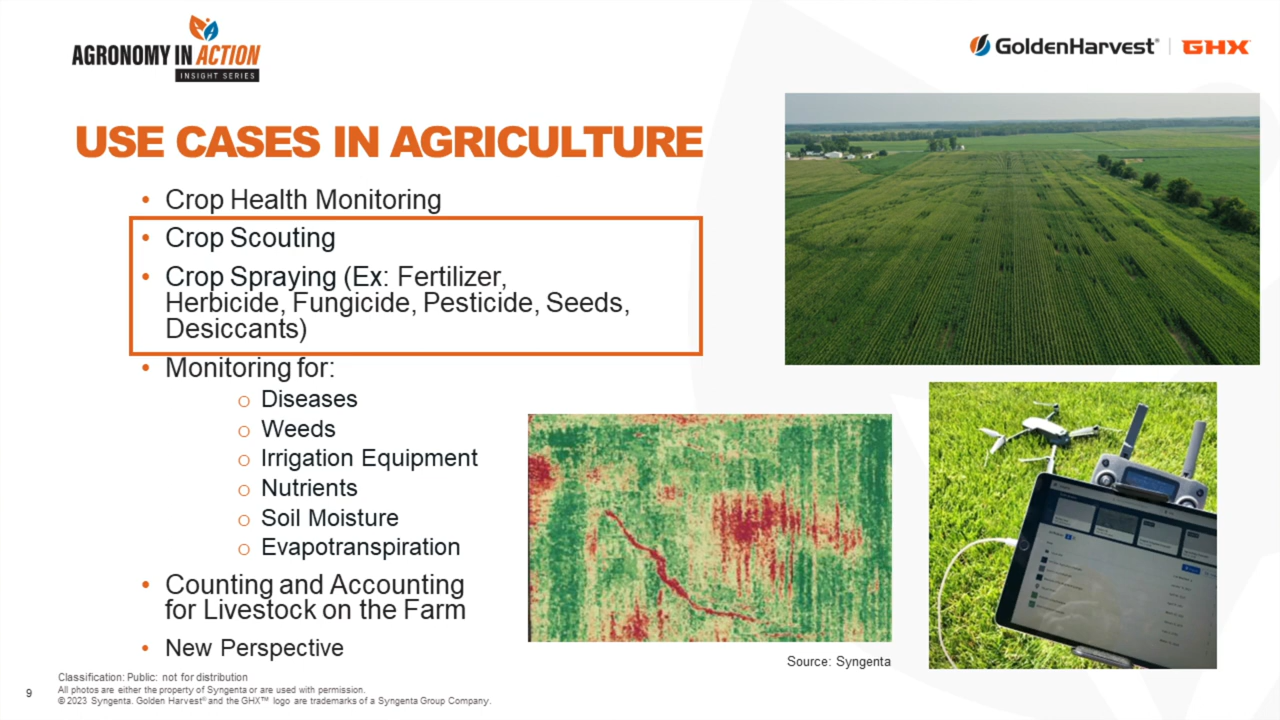 AGRONOMY IN ACTION
INSIGHT SERIES
GoldenHarvest® | GHX
USE CASES IN AGRICULTURE
• Crop Health Monitoring
• Crop Scouting
• Crop Spraying (Ex: Fertilizer,
Herbicide, Fungicide, Pesticide, Seeds,
Desiccants)
• Monitoring for:
o Diseases
o Weeds
o Irrigation Equipment
o Nutrients
o Soil Moisture
o Evapotranspiration
• Counting and Accounting
for Livestock on the Farm
• New Perspective
Source: Syngenta
Classification: Public: not for distribution
All photos are either the property of Syngenta or are used with permission.
© 2023 Syngenta. Golden Harvest® and the GHX™ logo are trademarks of a Syngenta Group Company.
9